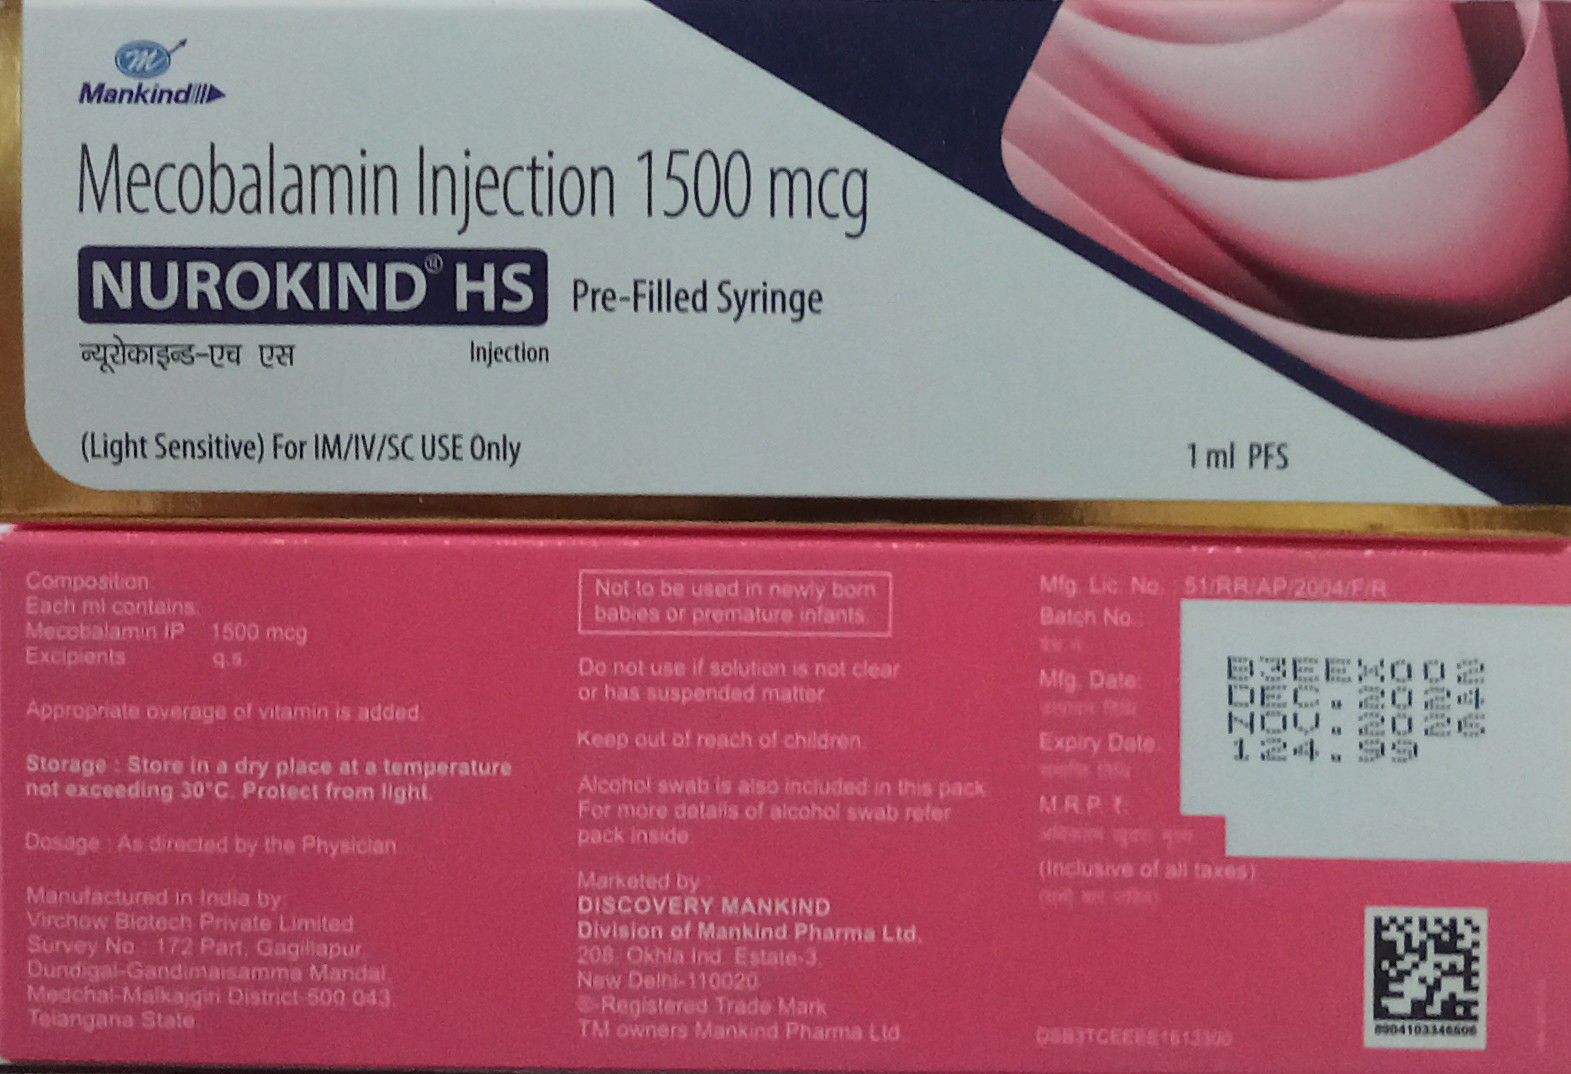 Mankind
Mecobalamin Injection 1500 mcg
NUROKIND® HS Pre-Filled Syringe
न्यूरोकाइन्ड-एच एस Injection
(Light Sensitive) For IM/IV/SC USE Only
1 ml PFS
Composition
Each ml contains:
Mecobalamin IP 1500 mcg
Excipients q.s.
Appropriate overage of vitamin is added.
Storage : Store in a dry place at a temperature
not exceeding 30°C. Protect from light.
Dosage : As directed by the Physician
Manufactured in India by:
Virchow Biotech Private Limited
Survey No.: 172 Part, Gagillapur,
Dundigal-Gandimaisamma Mandal,
Medchal-Malkajgiri District-500 043.
Telangana State.
Not to be used in newly born
babies or premature infants.
Do not use if solution is not clear
or has suspended matter.
Keep out of reach of children.
Alcohol swab is also included in this pack
For more details of alcohol swab refer
pack inside
Marketed by :
DISCOVERY MANKIND
Division of Mankind Pharma Ltd.
208, Okhla Ind. Estate-3,
New Delhi-110020
®-Registered Trade Mark
TM owners Mankind Pharma Ltd.
Mfg. Lic. No. : 51/RR/AP/2004/F/R
Batch No.: B3EEX002
Mfg. Date: DEC.2024
Expiry Date: NOV.2026
M.R.P. ₹: 124.99
(Inclusive of all taxes)
8904103346506